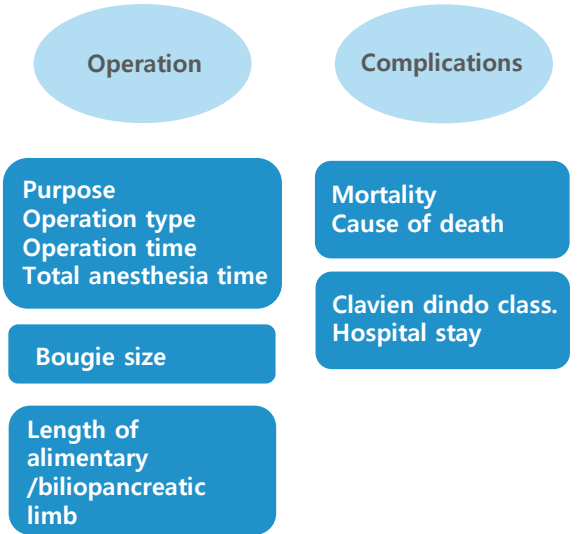 Operation
Purpose
Operation type
Operation time
Total anesthesia time
Bougie size
Length of
alimentary
/biliopancreatic
limb
Complications
Mortality
Cause of death
Clavien dindo class.
Hospital stay